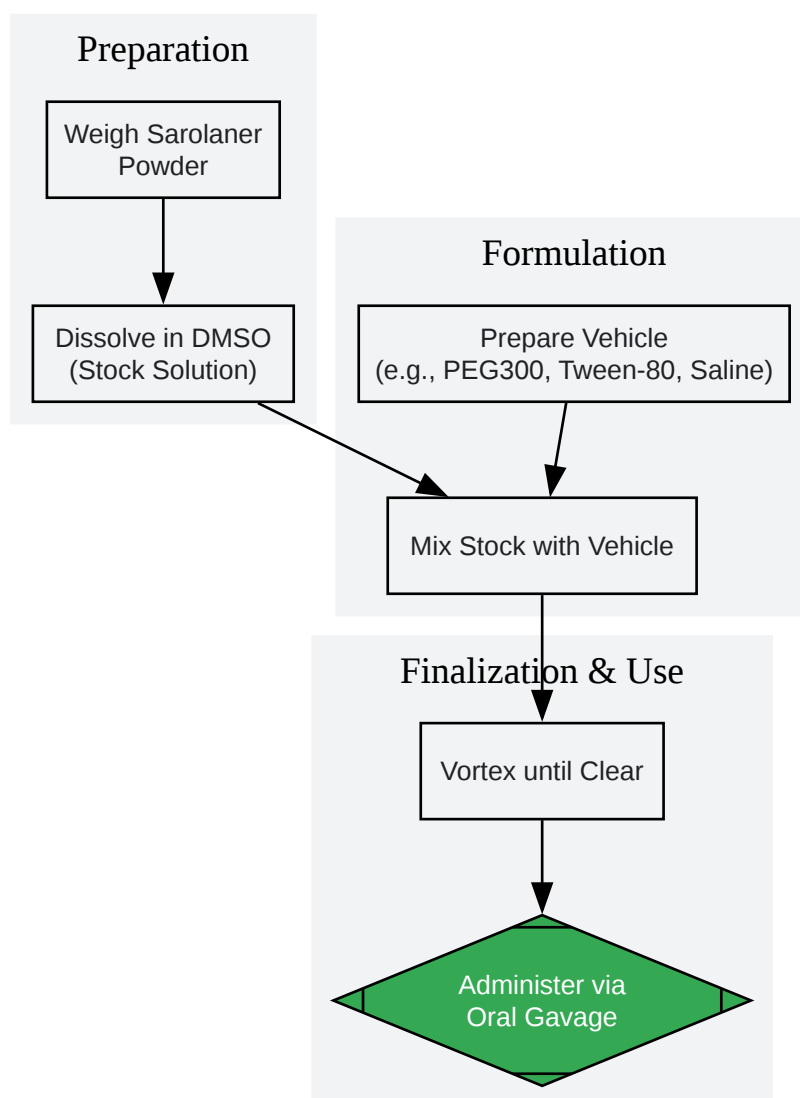 Preparation
Weigh Sarolaner
Powder
Dissolve in DMSO
(Stock Solution)
Formulation
Prepare Vehicle
(e.g., PEG300, Tween-80, Saline)
Mix Stock with Vehicle
Finalization & Use
Vortex until Clear
Administer via
Oral Gavage